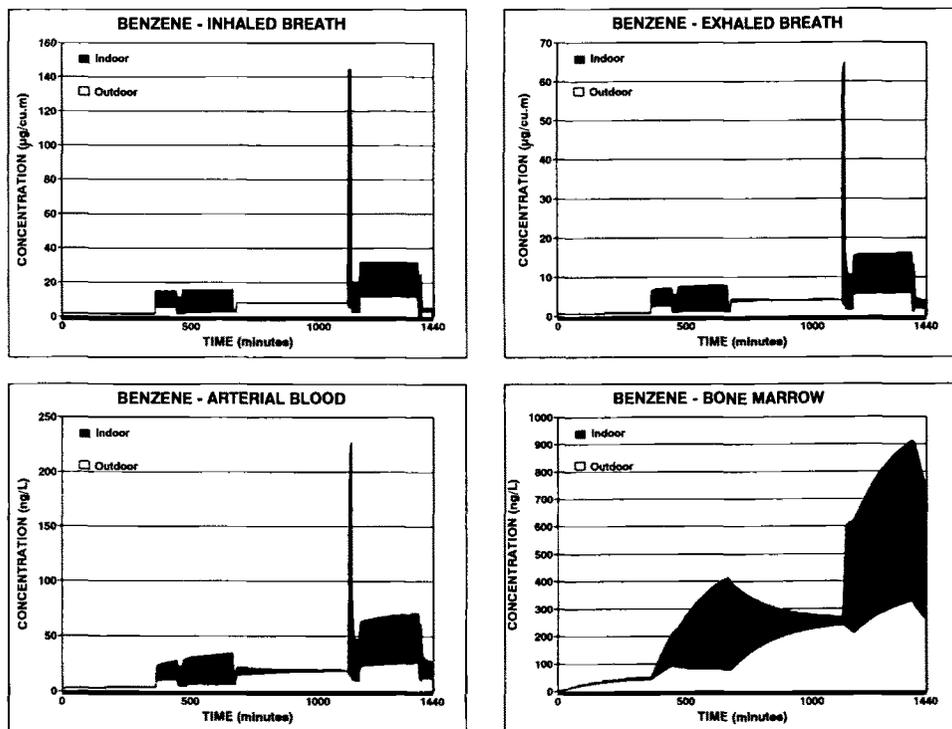 BENZENE - INHALED BREATH
CONCENTRATION (µg/cu.m)
160
140
120
100
80
60
40
20
0
Indoor
Outdoor
0
500
1000
1440
TIME (minutes)
BENZENE - EXHALED BREATH
CONCENTRATION (µg/cu.m)
70
60
50
40
30
20
10
0
Indoor
Outdoor
0
500
1000
1440
TIME (minutes)
BENZENE - ARTERIAL BLOOD
CONCENTRATION (ng/L)
250
200
150
100
50
0
Indoor
Outdoor
0
500
1000
1440
TIME (minutes)
BENZENE - BONE MARROW
CONCENTRATION (ng/L)
1000
900
800
700
600
500
400
300
200
100
0
Indoor
Outdoor
0
500
1000
1440
TIME (minutes)